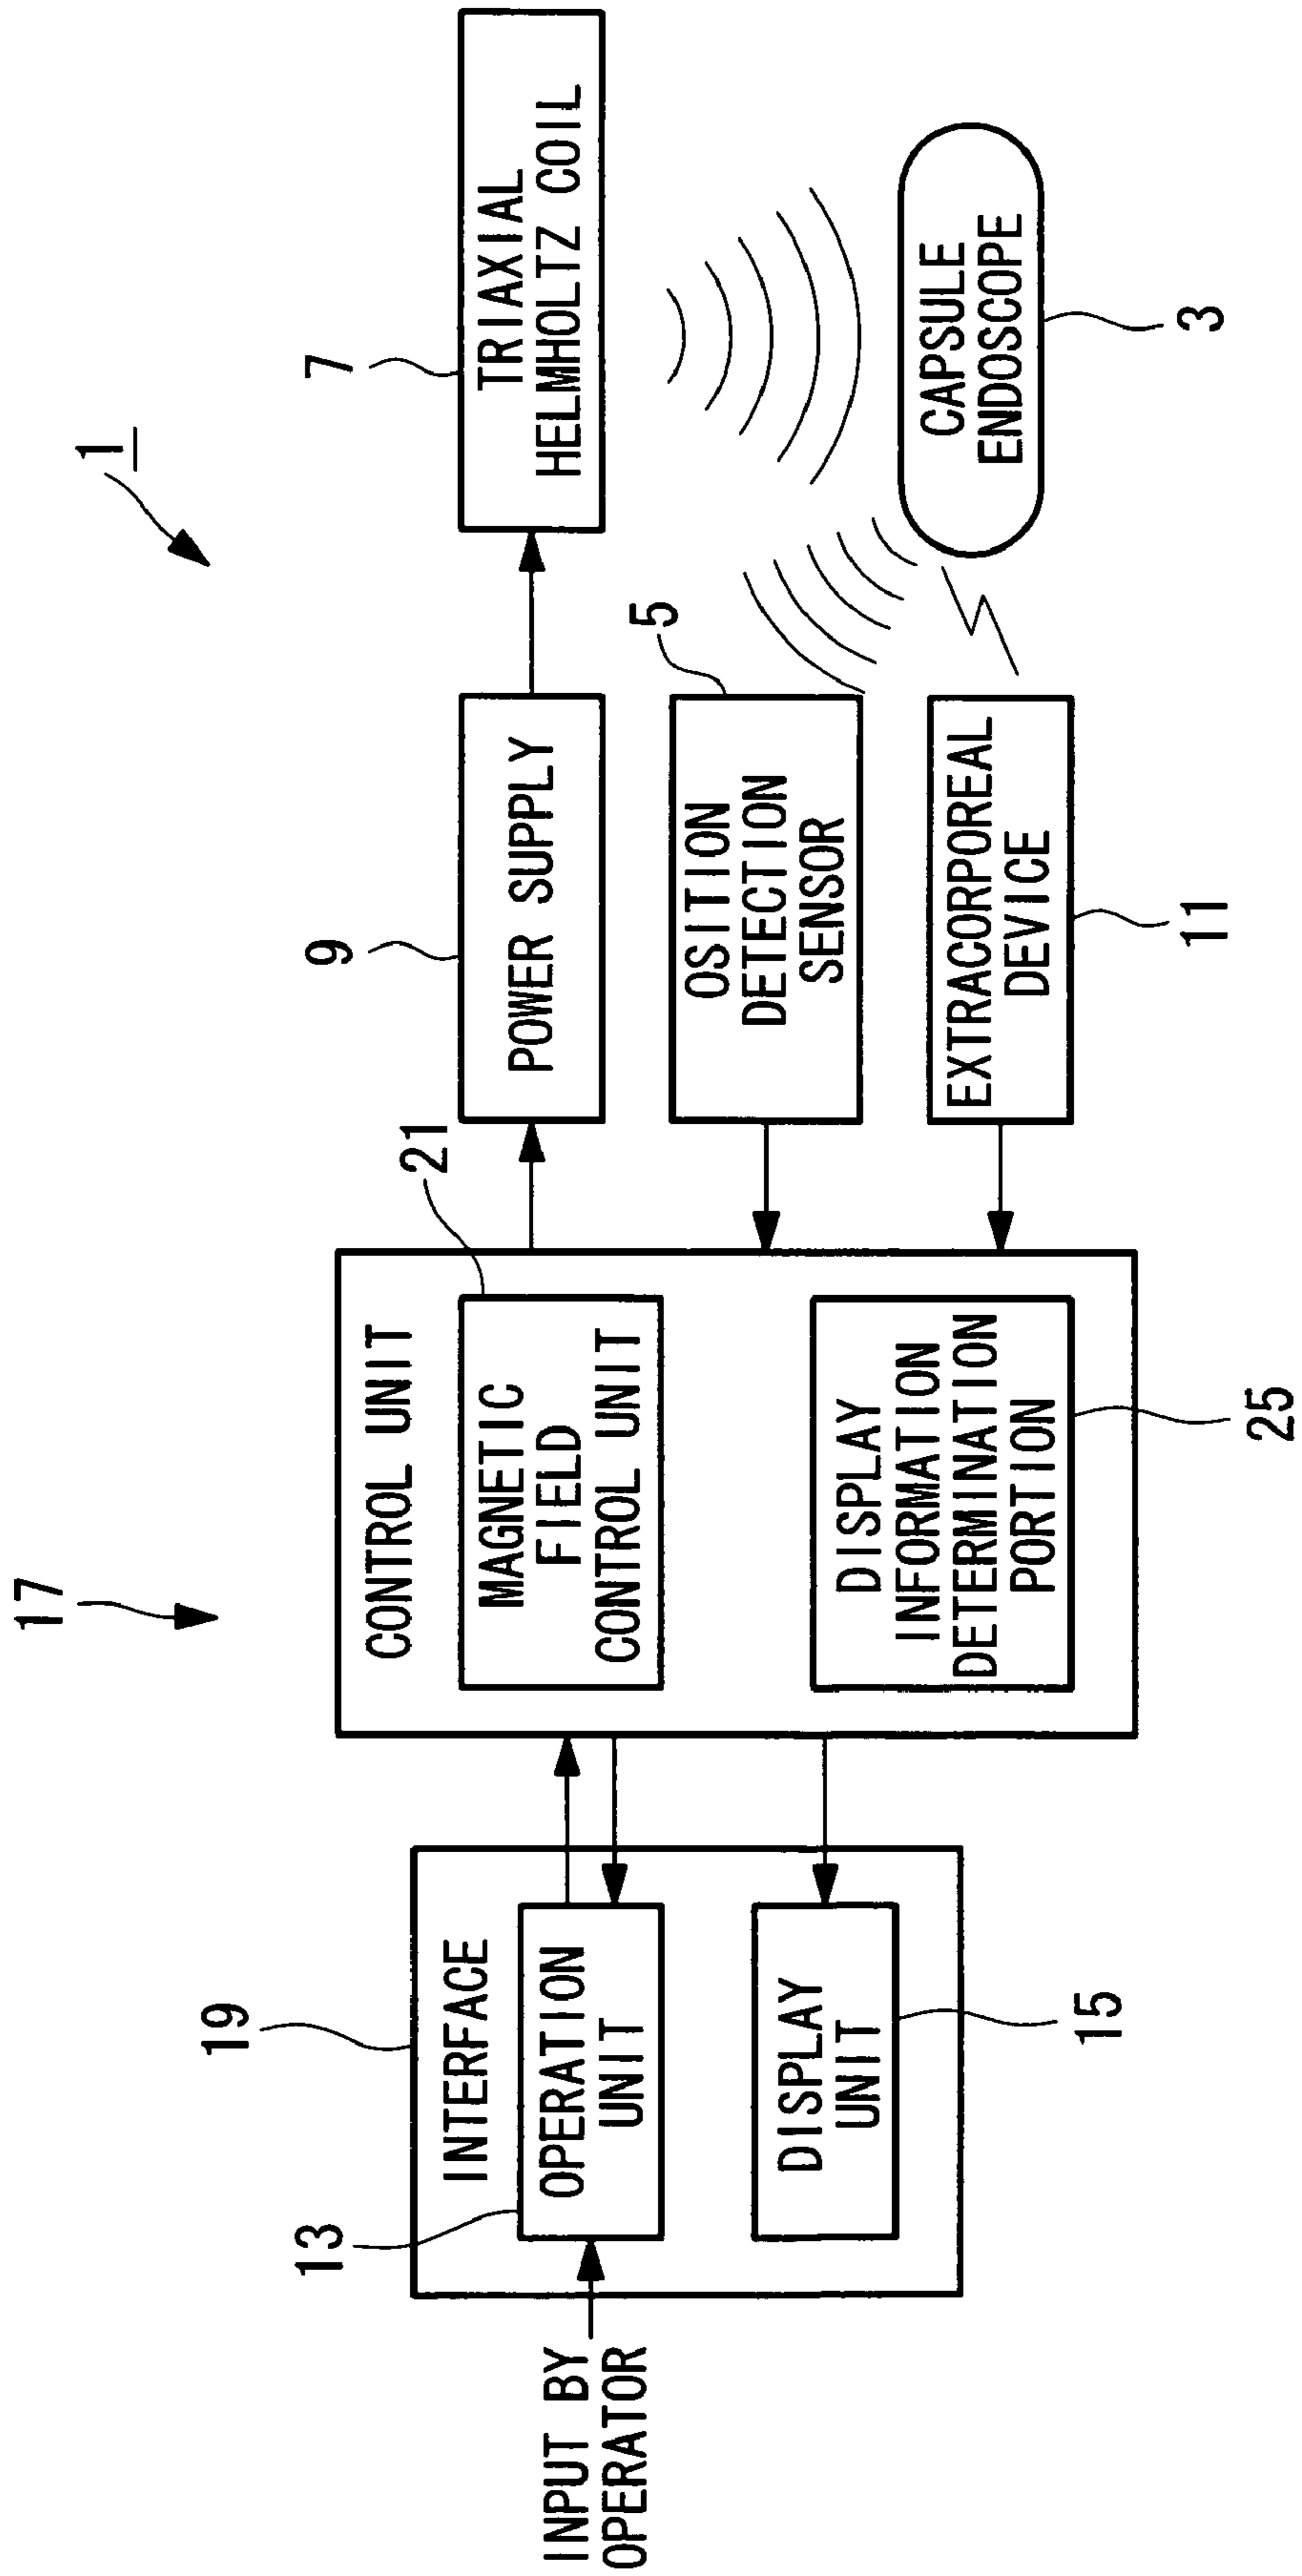 1
17
7
TRIAXIAL
HELMHOLTZ COIL
9
POWER SUPPLY
21
CONTROL UNIT
MAGNETIC
FIELD
CONTROL UNIT
19
INTERFACE
13
OPERATION
UNIT
INPUT BY
OPERATOR
5
OSITION
DETECTION
SENSOR
CAPSULE
ENDOSCOPE
3
EXTRACORPOREAL
DEVICE
11
DISPLAY
INFORMATION
DETERMINATION
PORTION
25
DISPLAY
UNIT
15